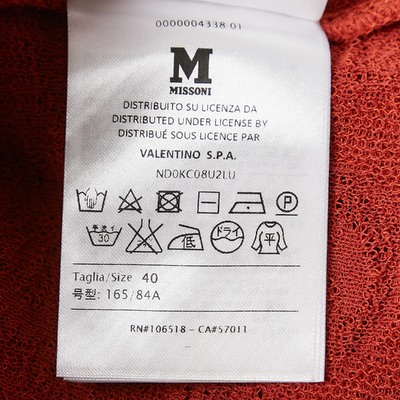 0000004338 01
M
MISSONI
DISTRIBUITO SU LICENZA DA
DISTRIBUTED UNDER LICENSE BY
DISTRIBUÉ SOUS LICENCE PAR
VALENTINO S.P.A.
ND0KC08U2LU
P
30 低 ドライ 平
Taglia/Size 40
号型: 165/84A
RN#106518 - CA#57011